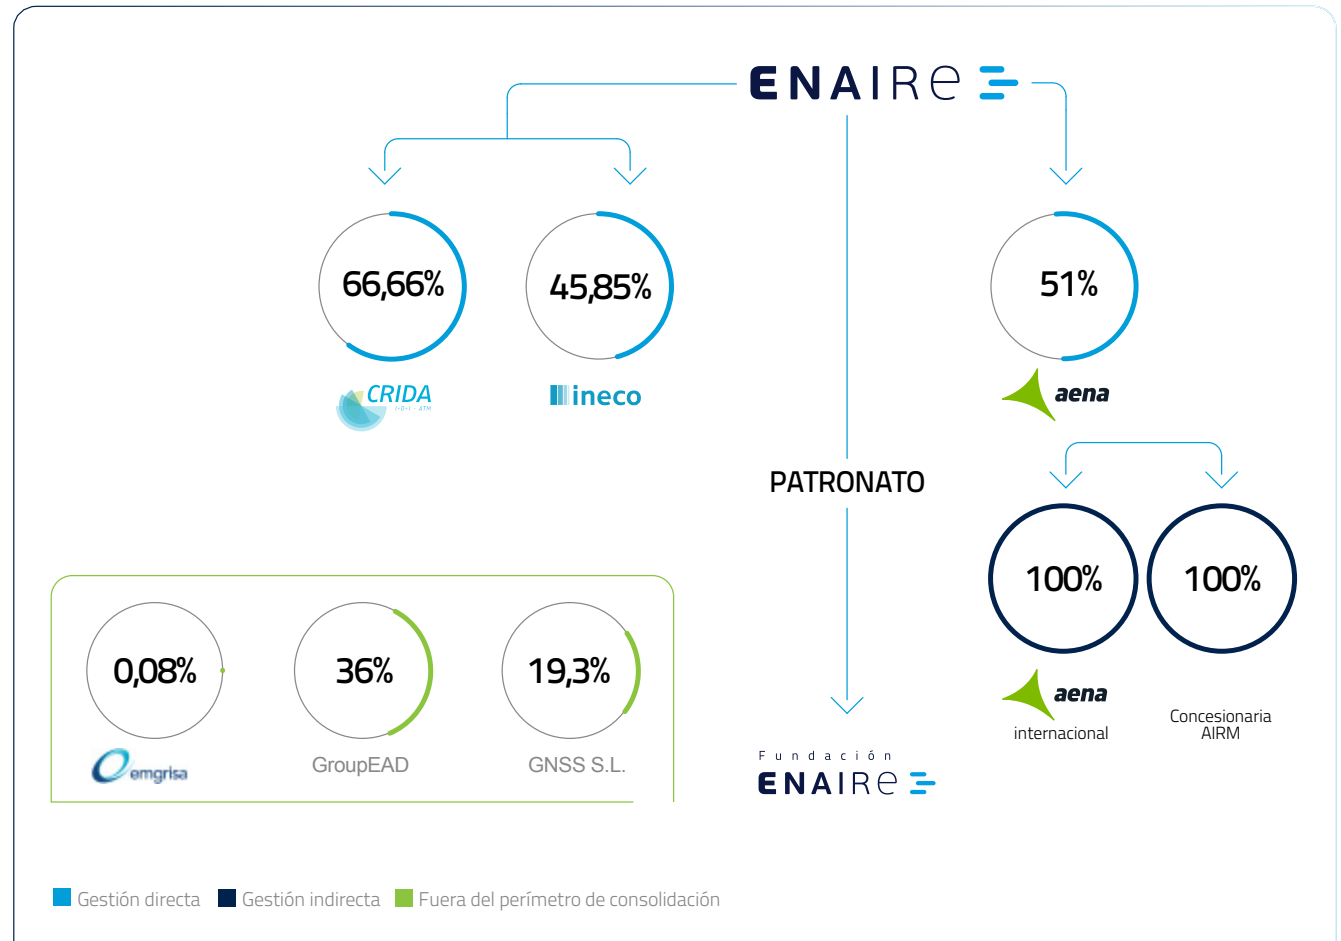 ENAIRe
66,66%
45,85%
51%
CRIDA
I+D+I - ATM
ineco
aena
PATRONATO
100%
100%
aena
internacional
Concesionaria
AIRM
0,08%
36%
19,3%
emgrisa
GroupEAD
GNSS S.L.
Fundación
ENAIRe
Gestión directa
Gestión indirecta
Fuera del perímetro de consolidación